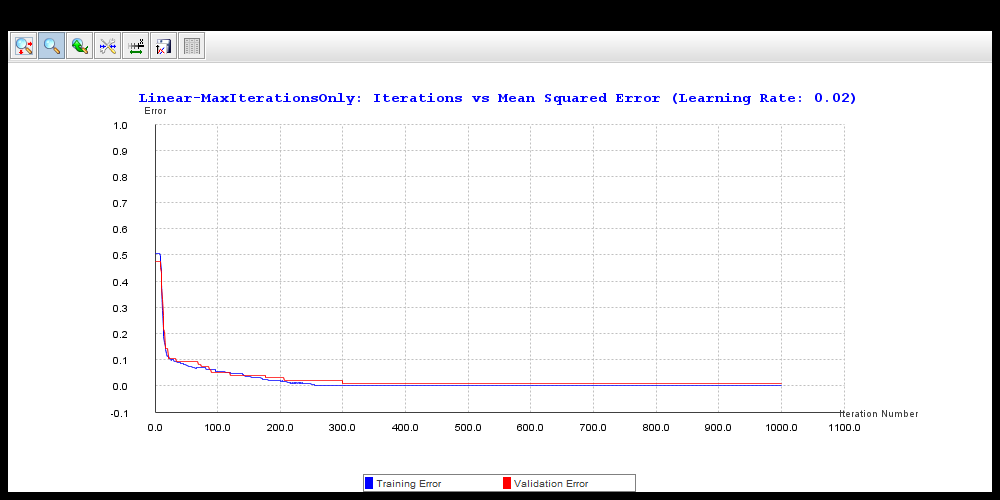 Linear-MaxIterationsOnly: Iterations vs Mean Squared Error (Learning Rate: 0.02)
Error
1.0
0.9
0.8
0.7
0.6
0.5
0.4
0.3
0.2
0.1
0.0
-0.1
Iteration Number
0.0 100.0 200.0 300.0 400.0 500.0 600.0 700.0 800.0 900.0 1000.0 1100.0
Training Error Validation Error